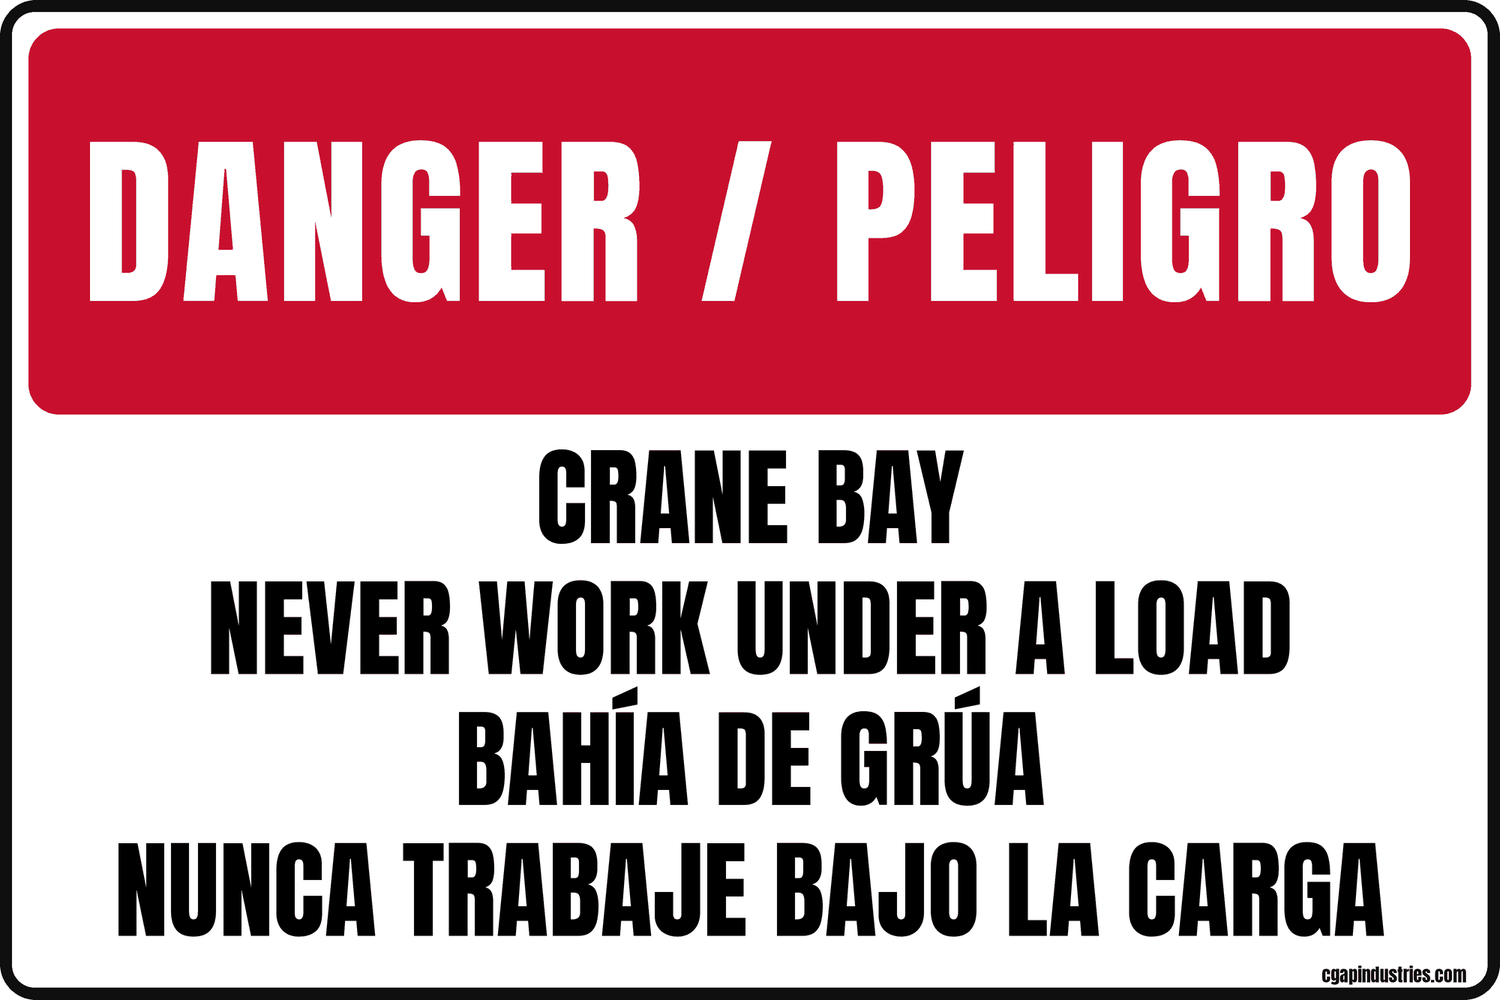 DANGER / PELIGRO
CRANE BAY
NEVER WORK UNDER A LOAD
BAHÍA DE GRÚA
NUNCA TRABAJE BAJO LA CARGA
cgapindustries.com